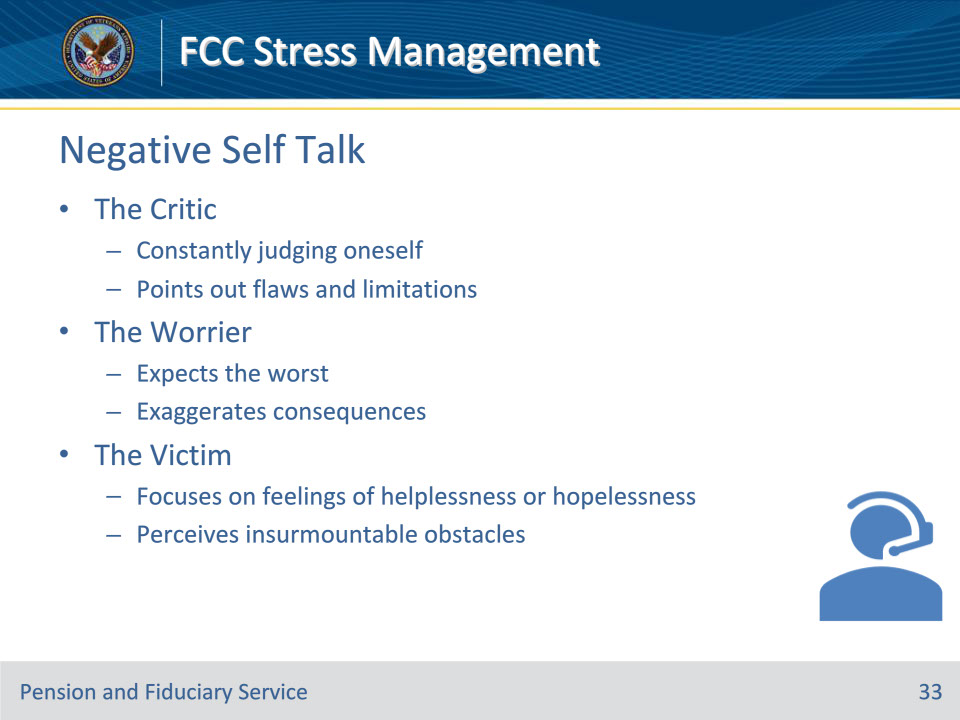 FCC Stress Management
Negative Self Talk
• The Critic
– Constantly judging oneself
– Points out flaws and limitations
• The Worrier
– Expects the worst
– Exaggerates consequences
• The Victim
– Focuses on feelings of helplessness or hopelessness
– Perceives insurmountable obstacles
Pension and Fiduciary Service
33